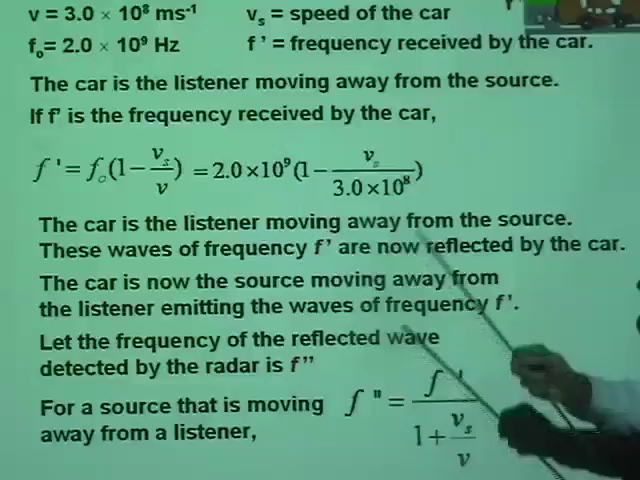 v = 3.0 × 10⁸ ms⁻¹ vₛ = speed of the car
fₒ= 2.0 × 10⁹ Hz f ' = frequency received by the car.
The car is the listener moving away from the source.
If f' is the frequency received by the car,
f ' = fₒ(1 − vₛ/v) = 2.0×10⁹(1 − vₛ/3.0×10⁸)
The car is the listener moving away from the source.
These waves of frequency f' are now reflected by the car.
The car is now the source moving away from
the listener emitting the waves of frequency f'.
Let the frequency of the reflected wave
detected by the radar is f"
For a source that is moving
away from a listener,
f " = f ' / (1 + vₛ/v)